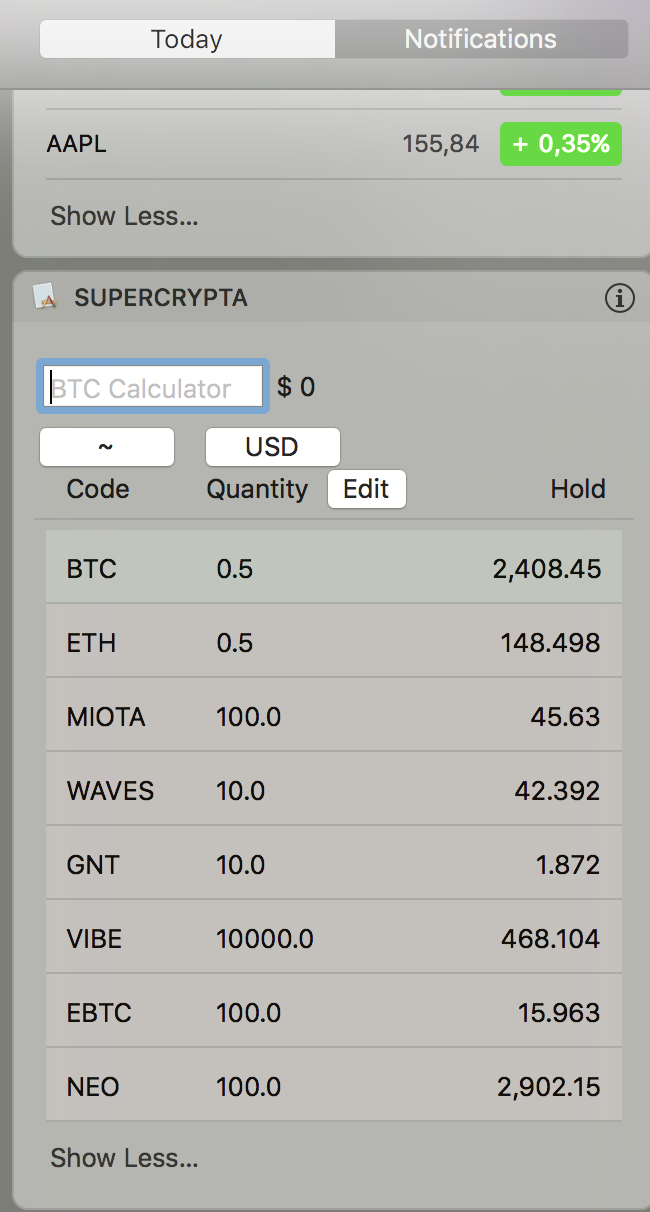 Today Notifications
AAPL 155,84 + 0,35%
Show Less...
SUPERCRYPTA
BTC Calculator $ 0
~ USD
Code Quantity Edit Hold
BTC 0.5 2,408.45
ETH 0.5 148.498
MIOTA 100.0 45.63
WAVES 10.0 42.392
GNT 10.0 1.872
VIBE 10000.0 468.104
EBTC 100.0 15.963
NEO 100.0 2,902.15
Show Less...